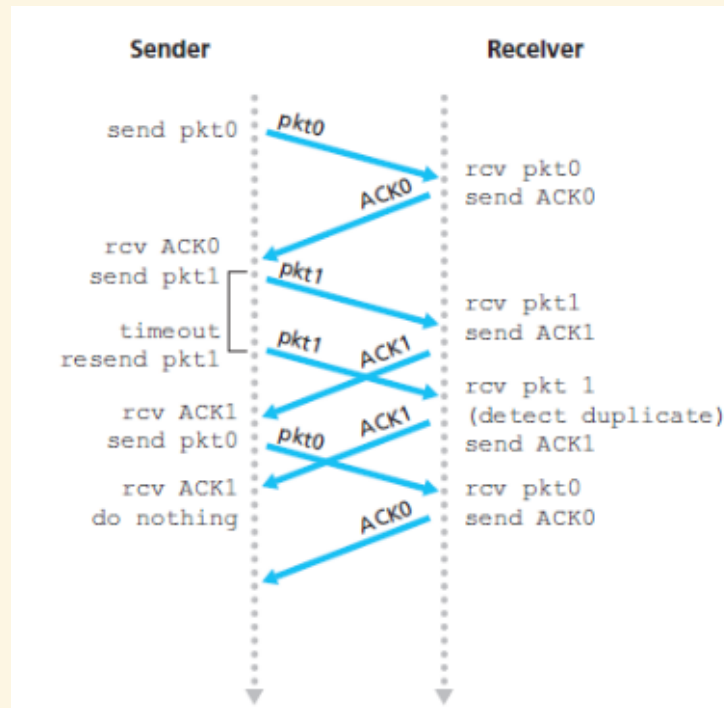 Sender
Receiver
send pkt0
pkt0
rcv pkt0
send ACK0
ACK0
rcv ACK0
send pkt1
pkt1
rcv pkt1
send ACK1
timeout
resend pkt1
pkt1
ACK1
rcv pkt 1
(detect duplicate)
send ACK1
rcv ACK1
send pkt0
pkt0
ACK1
rcv ACK1
do nothing
rcv pkt0
send ACK0
ACK0